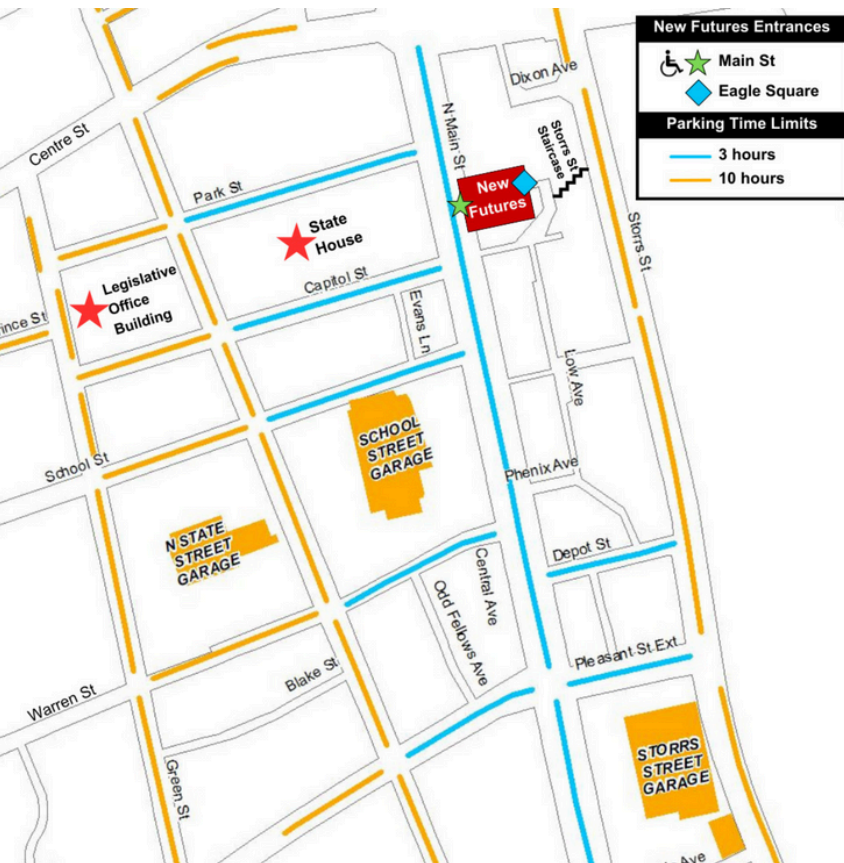 New Futures Entrances
Main St
Eagle Square
Parking Time Limits
3 hours
10 hours
Dixon Ave
N Main St
Storrs St
Staircase
Centre St
Park St
New
Futures
State
House
Storrs St
Legislative
Office
Building
Capitol St
Evans Ln
ince St
Low Ave
SCHOOL
STREET
GARAGE
School St
Phenix Ave
N STATE
STREET
GARAGE
Depot St
Central Ave
Odd Fellows Ave
Pleasant St Ext
Blake St
Warren St
Green St
STORRS
STREET
GARAGE
Ave